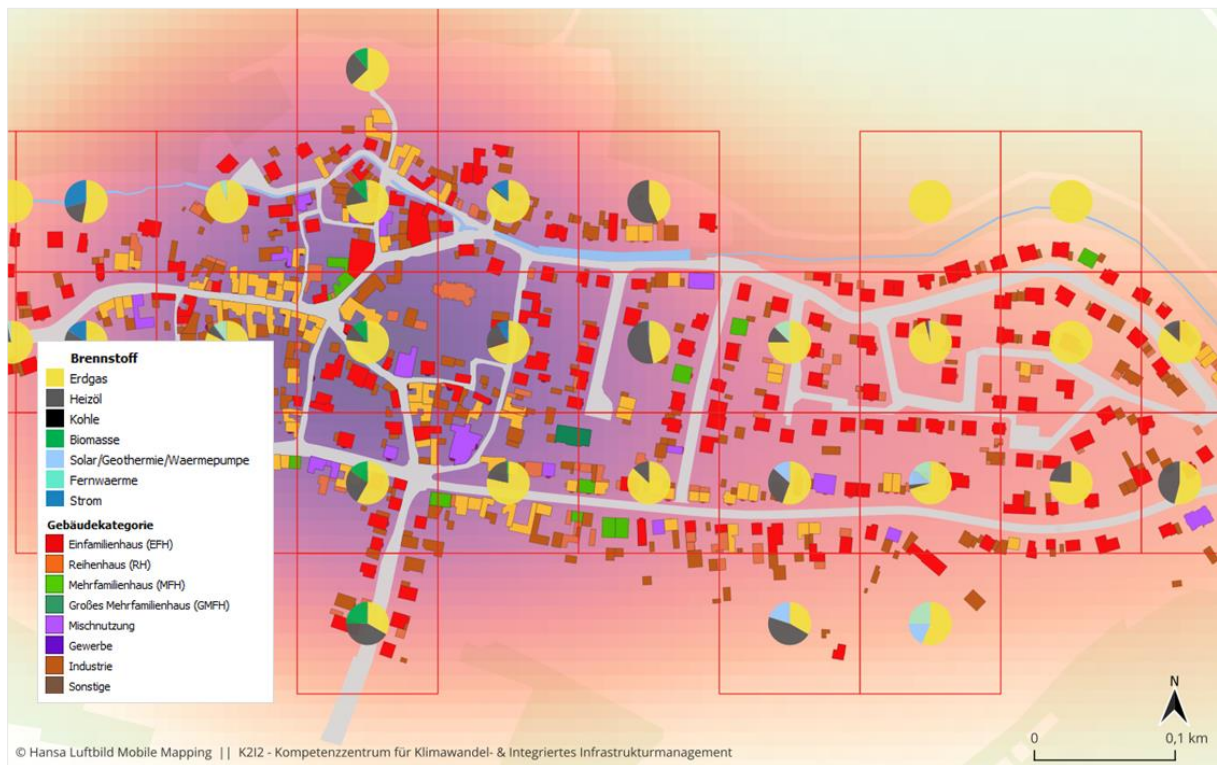 Brennstoff
Erdgas
Heizöl
Kohle
Biomasse
Solar/Geothermie/Waermepumpe
Fernwaerme
Strom
Gebäudekategorie
Einfamilienhaus (EFH)
Reihenhaus (RH)
Mehrfamilienhaus (MFH)
Großes Mehrfamilienhaus (GMFH)
Mischnutzung
Gewerbe
Industrie
Sonstige
N
0 0,1 km
© Hansa Luftbild Mobile Mapping || K2I2 - Kompetenzzentrum für Klimawandel- & Integriertes Infrastrukturmanagement